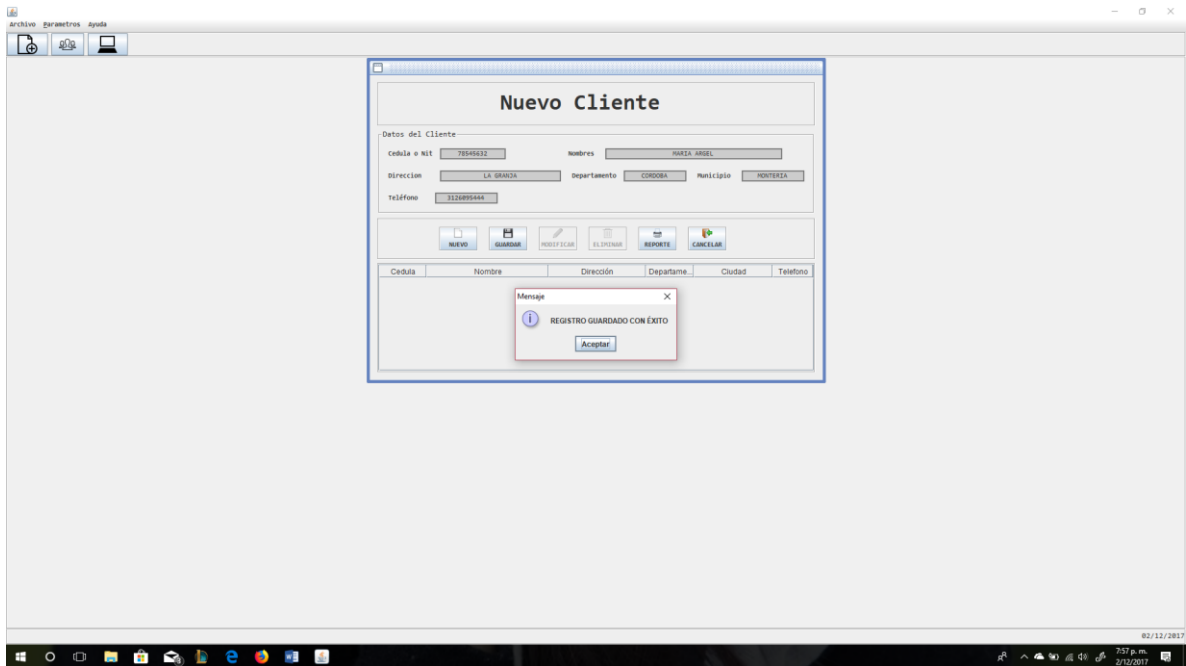 Archivo Parametros Ayuda
Nuevo Cliente
Datos del Cliente
Cedula o Nit 78545632 Nombres MARIA ARGEL
Direccion LA GRANJA Departamento CORDOBA Municipio MONTERIA
Teléfono 3126095444
NUEVO GUARDAR MODIFICAR ELIMINAR REPORTE CANCELAR
Cedula Nombre Dirección Departame... Ciudad Telefono
Mensaje
REGISTRO GUARDADO CON ÉXITO
Aceptar
02/12/2017
7:57 p. m.
2/12/2017